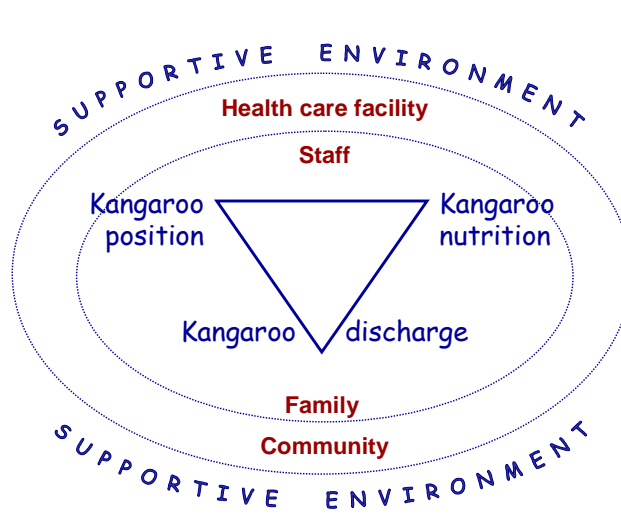 SUPPORTIVE ENVIRONMENT
Health care facility
Staff
Kangaroo
position
Kangaroo
nutrition
Kangaroo discharge
Family
Community
SUPPORTIVE ENVIRONMENT